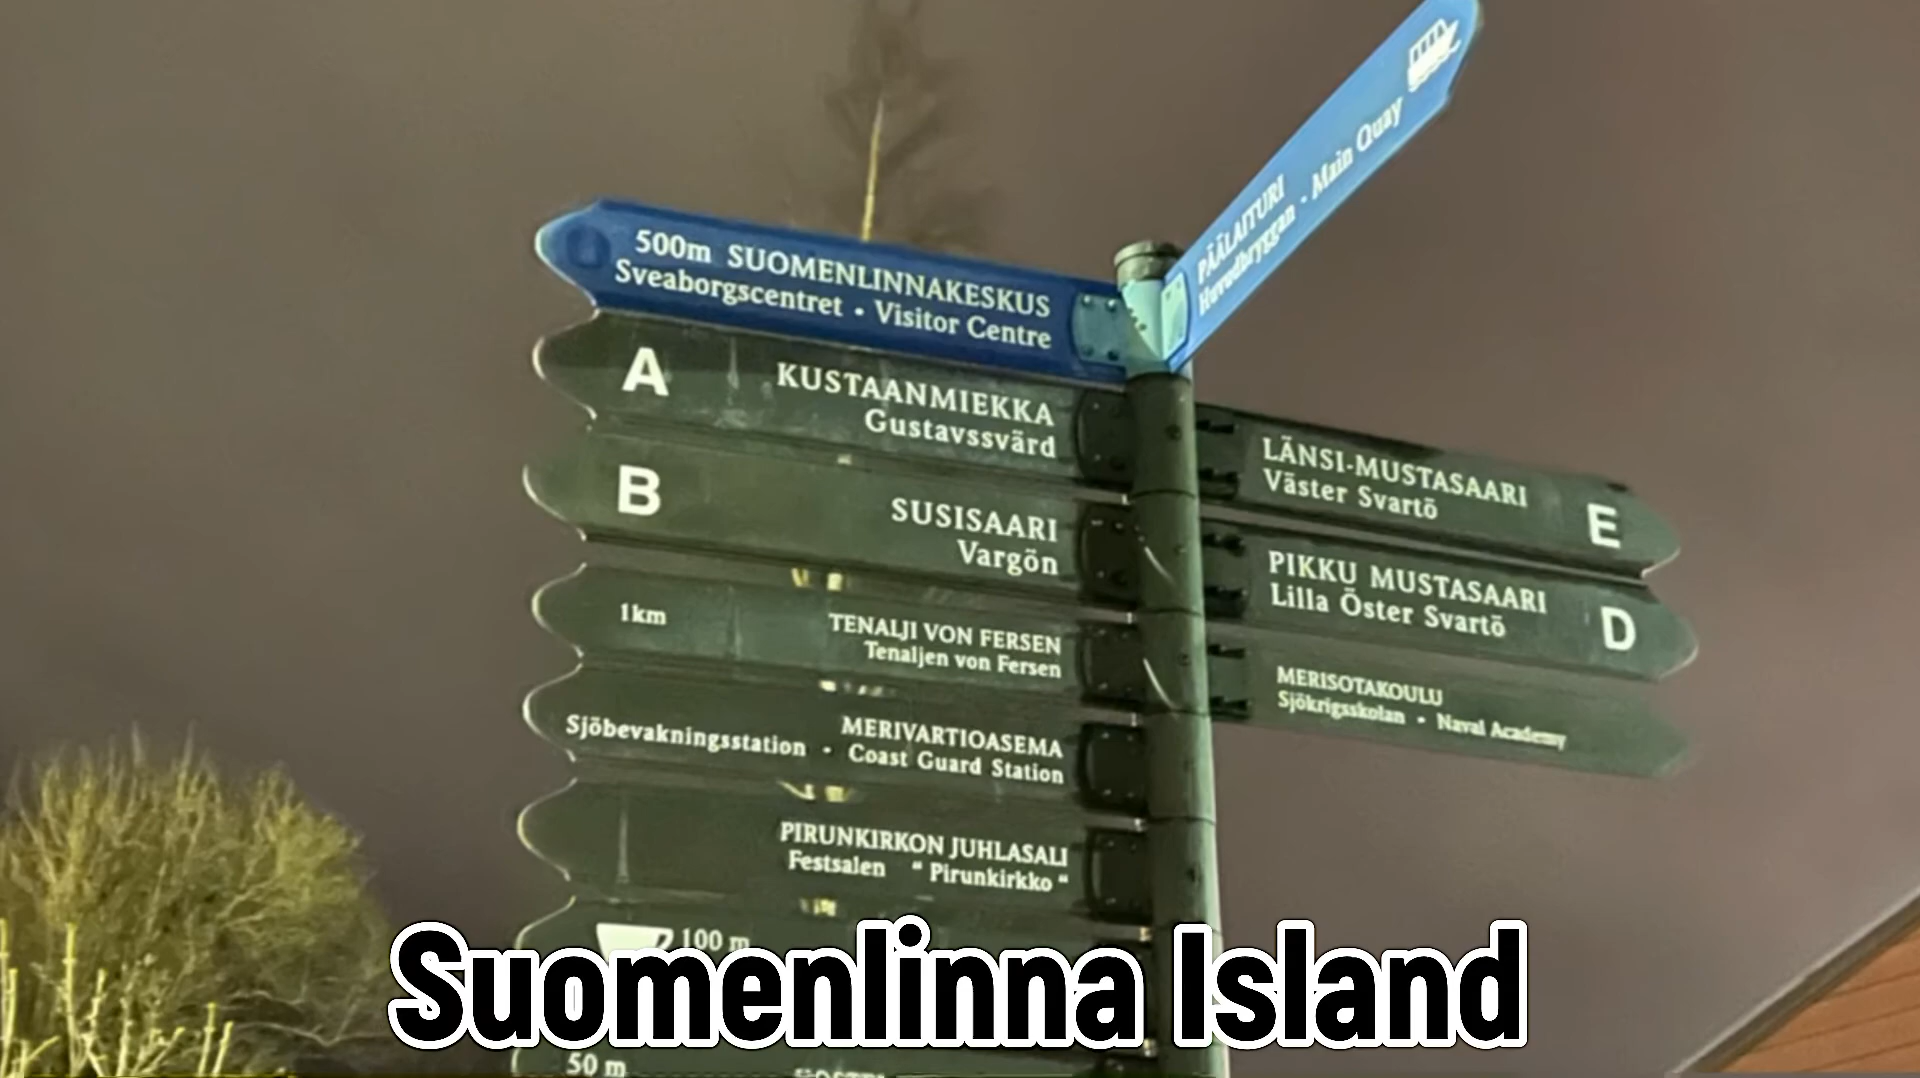 500m SUOMENLINNAKESKUS
Sveaborgscentret • Visitor Centre
PÄÄLAITURI
Huvudbryggan · Main Quay
A KUSTAANMIEKKA
Gustavssvärd
B SUSISAARI
Vargön
1km TENALJI VON FERSEN
Tenaljen von Fersen
MERIVARTIOASEMA
Sjöbevakningsstation • Coast Guard Station
PIRUNKIRKON JUHLASALI
Festsalen “ Pirunkirkko “
100 m
50 m
LÄNSI-MUSTASAARI
Väster Svartö
E
PIKKU MUSTASAARI
Lilla Öster Svartö
D
MERISOTAKOULU
Sjökrigsskolan • Naval Academy
Suomenlinna Island